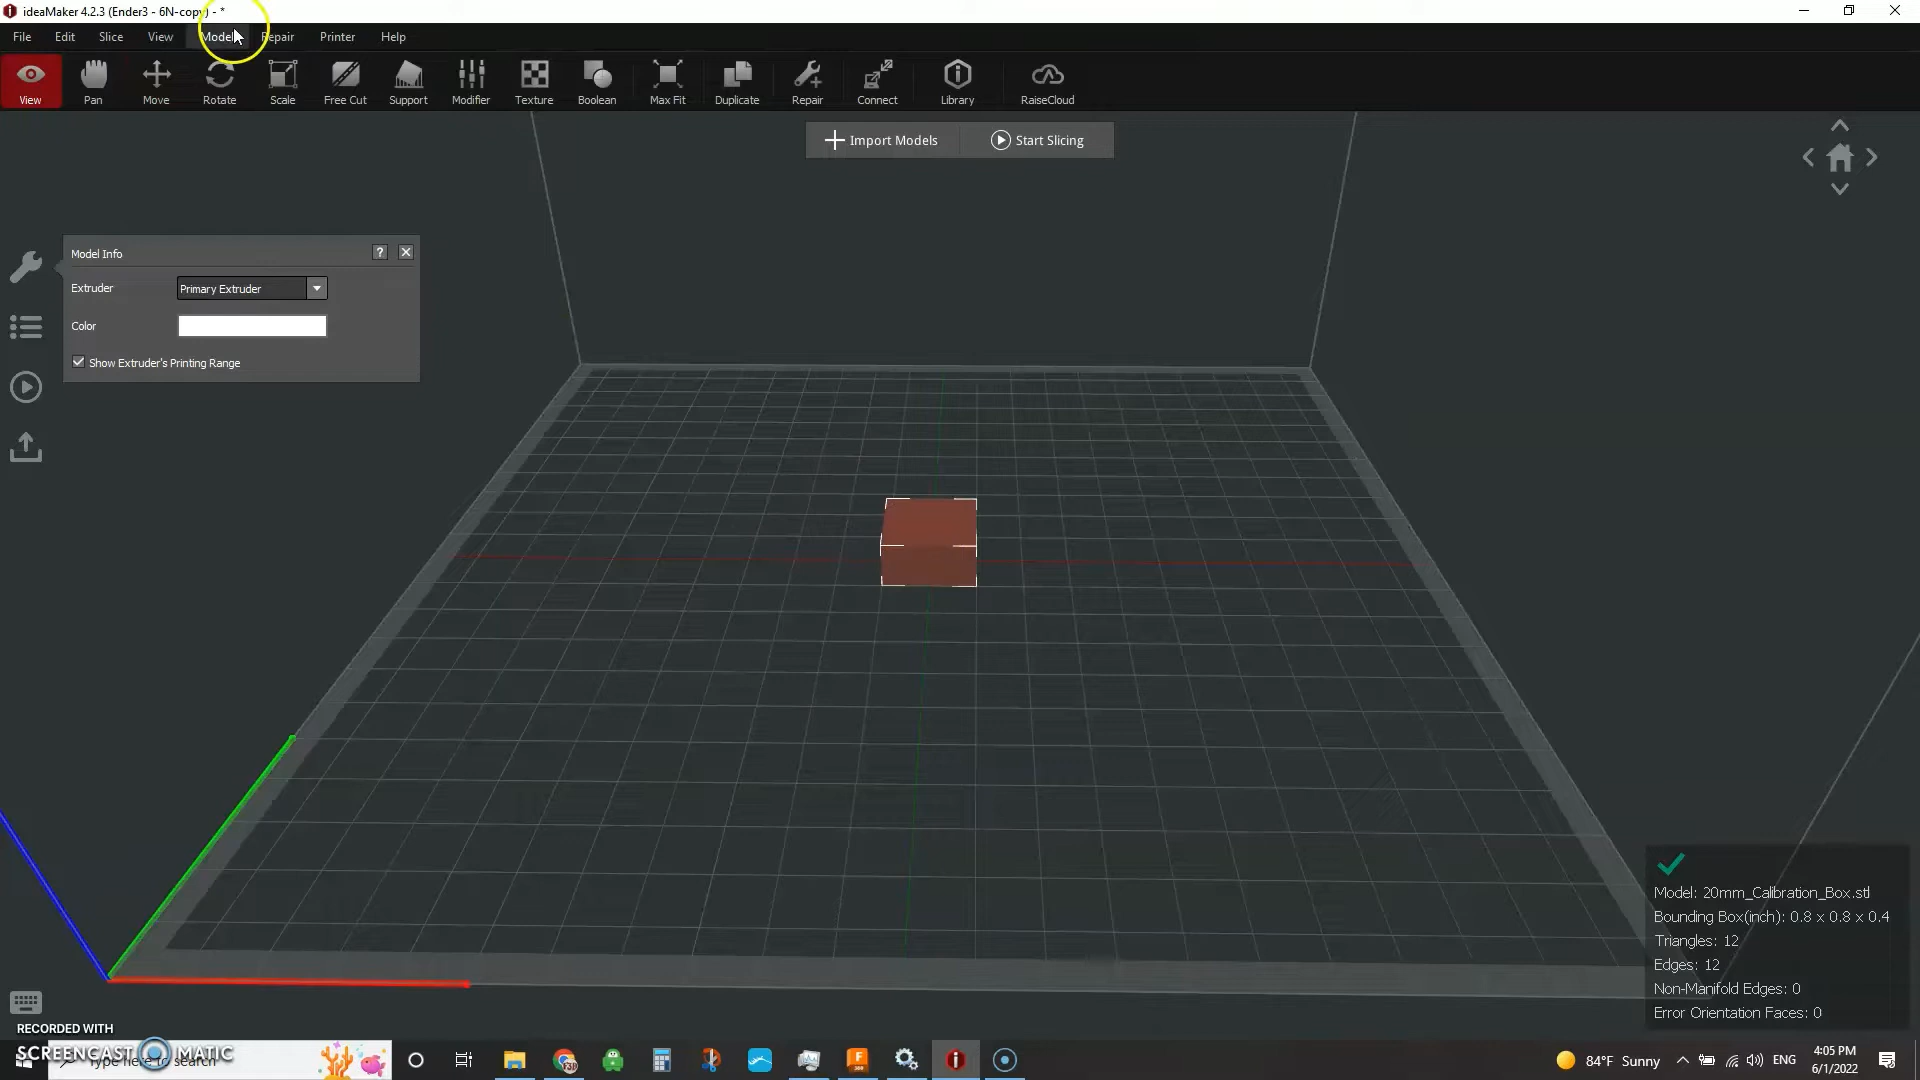 ideaMaker 4.2.3 (Ender3 - 6N-copy) - *
File Edit Slice View Model Repair Printer Help
View Pan Move Rotate Scale Free Cut Support Modifier Texture Boolean Max Fit Duplicate Repair Connect Library RaiseCloud
Import Models Start Slicing
Model Info ?
Extruder Primary Extruder
Color
Show Extruder's Printing Range
Model: 20mm_Calibration_Box.stl
Bounding Box(inch): 0.8 x 0.8 x 0.4
Triangles: 12
Edges: 12
Non-Manifold Edges: 0
Error Orientation Faces: 0
RECORDED WITH
SCREENCAST MATIC
Type here to search
84°F Sunny ENG 4:05 PM
6/1/2022